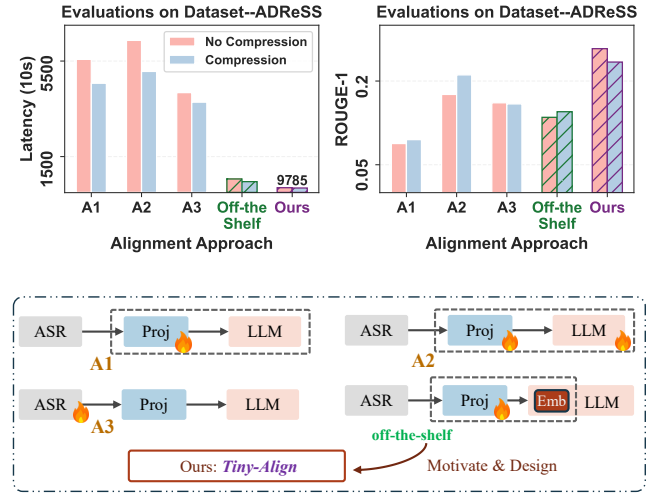 Evaluations on Dataset--ADReSS
No Compression
Compression
Latency (10s)
5500
1500
9785
A1
A2
A3
Off-the
Shelf
Ours
Alignment Approach
Evaluations on Dataset--ADReSS
ROUGE-1
0.2
0.05
A1
A2
A3
Off-the
Shelf
Ours
Alignment Approach
ASR
Proj
LLM
A1
ASR
Proj
LLM
A2
ASR
Proj
LLM
A3
ASR
Proj
Emb
LLM
off-the-shelf
Ours: Tiny-Align
Motivate & Design